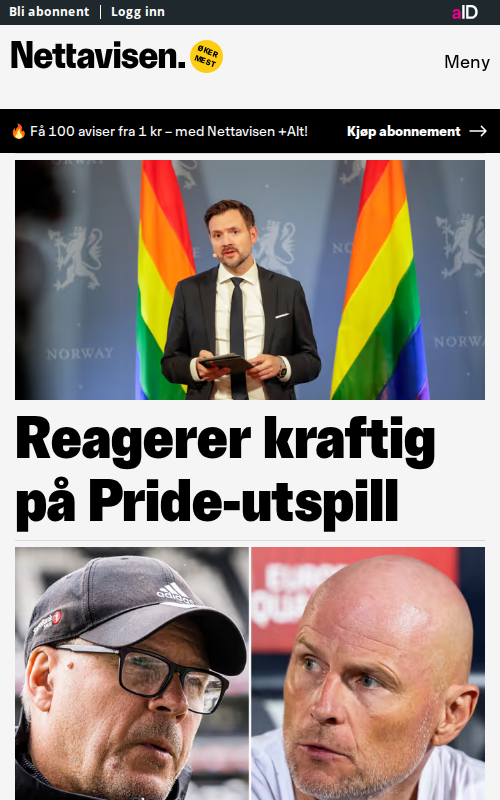 Bli abonnent
Logg inn
aID
Nettavisen.
ØKER
MEST
Meny
🔥 Få 100 aviser fra 1 kr – med Nettavisen +Alt!
Kjøp abonnement →
NORWAY
Reagerer kraftig
på Pride-utspill
adidas